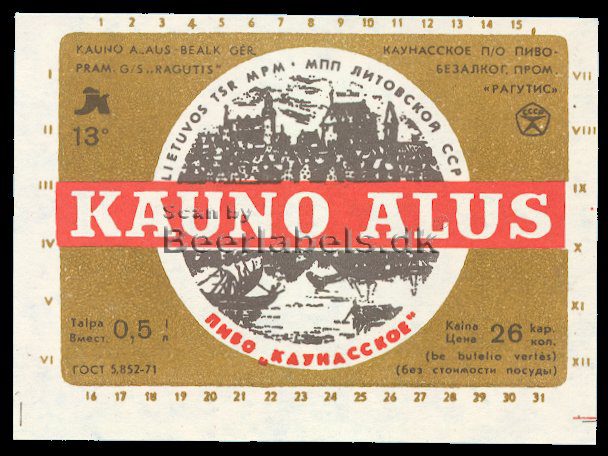 1 2 3 4 5 6 7 8 9 10 11 12 13 14 15
KAUNO A. „AUS BEALK GĖR.
PRAM. G/S „RAGUTIS"
КАУНАССКОЕ П/О ПИВО-
БЕЗАЛКОГ. ПРОМ.
„РАГУТИС"
LIETUVOS TSR MPM · МПП ЛИТОВСКОЙ ССР
13°
СССР
I
II
III
IV
V
VI
VII
VIII
IX
X
XI
XII
KAUNO ALUS
Scan by
Beerlabels.dk
ПИВО „КАУНАССКОЕ"
Talpa
Вмест.
0,5
l
л
ГОСТ 5.852-71
Kaina
Цена
26
kap.
коп.
(be butelio vertės)
(без стоимости посуды)
16 17 18 19 20 21 22 23 24 25 26 27 28 29 30 31